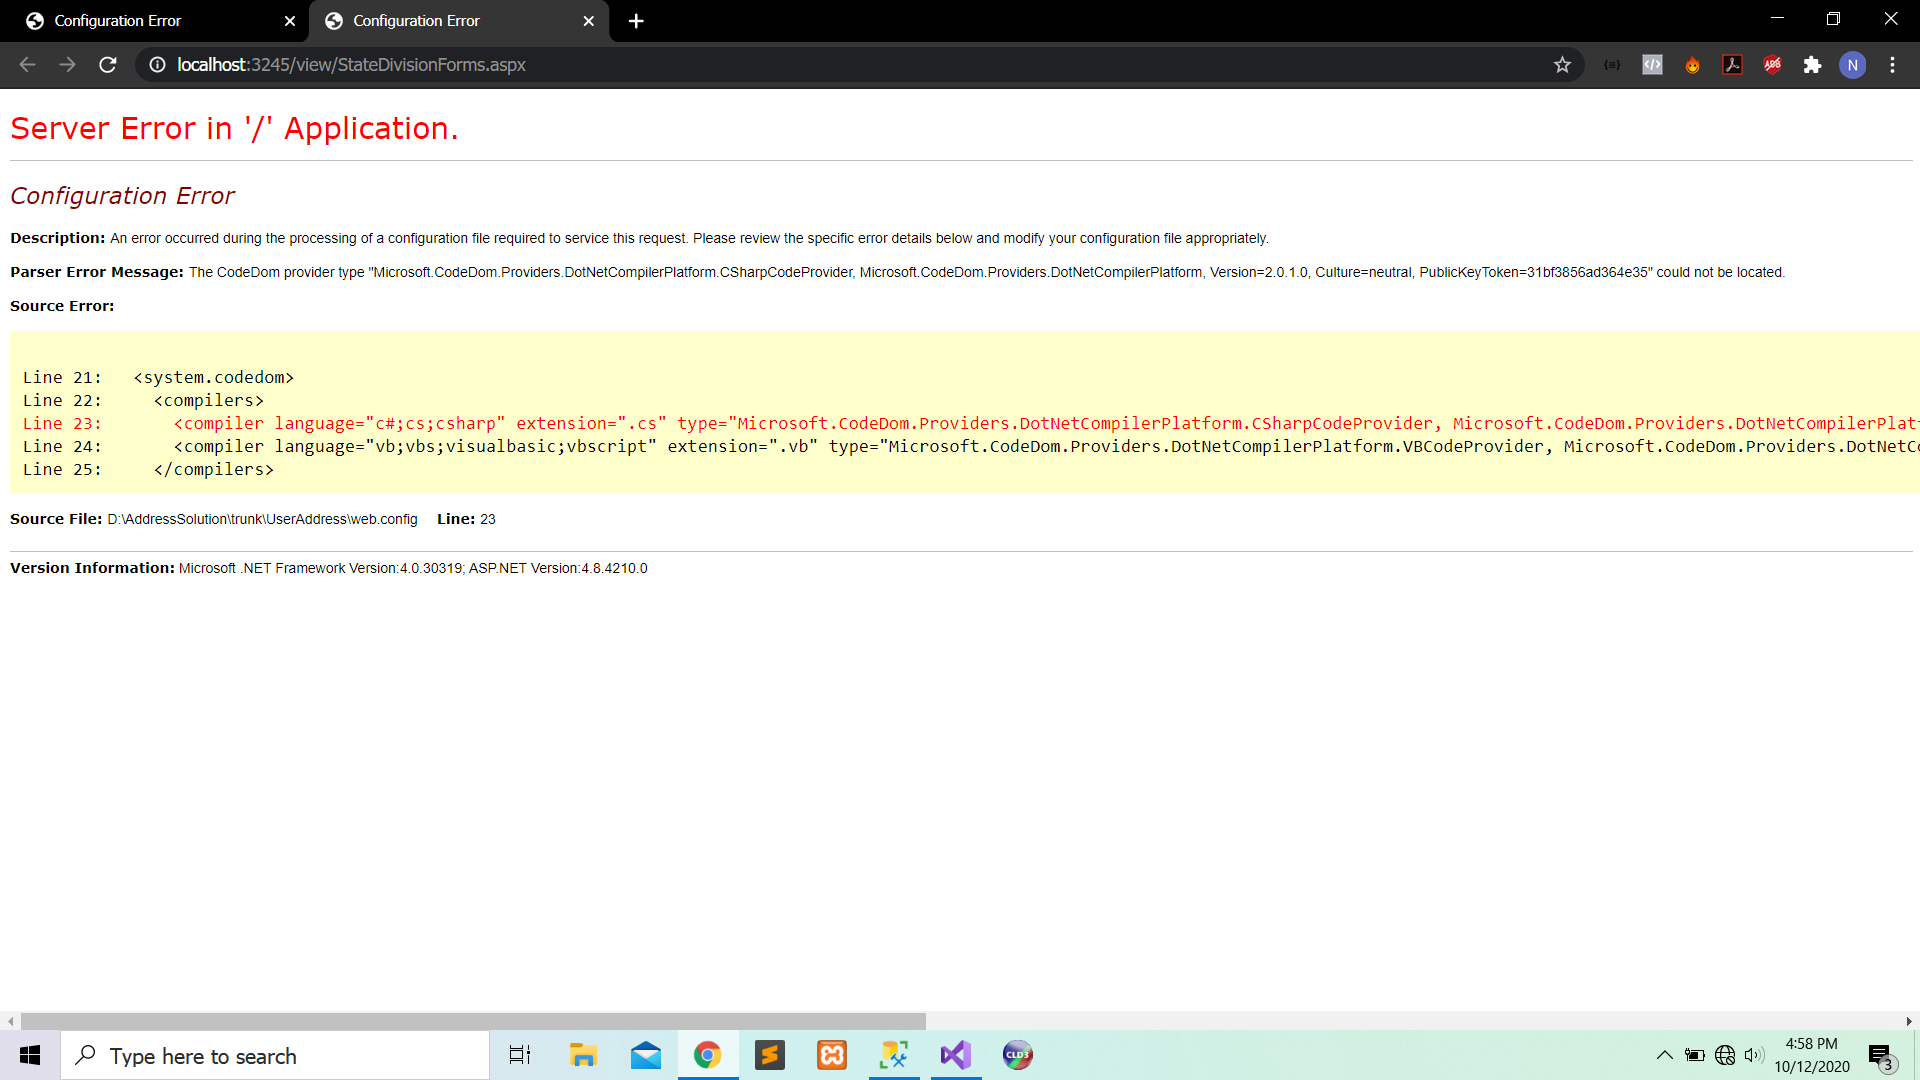 Configuration Error
Configuration Error
localhost:3245/view/StateDivisionForms.aspx
N
Server Error in '/' Application.
Configuration Error
Description: An error occurred during the processing of a configuration file required to service this request. Please review the specific error details below and modify your configuration file appropriately.
Parser Error Message: The CodeDom provider type "Microsoft.CodeDom.Providers.DotNetCompilerPlatform.CSharpCodeProvider, Microsoft.CodeDom.Providers.DotNetCompilerPlatform, Version=2.0.1.0, Culture=neutral, PublicKeyToken=31bf3856ad364e35" could not be located.
Source Error:
Line 21:   <system.codedom>
Line 22:     <compilers>
Line 23:       <compiler language="c#;cs;csharp" extension=".cs" type="Microsoft.CodeDom.Providers.DotNetCompilerPlatform.CSharpCodeProvider, Microsoft.CodeDom.Providers.DotNetCompilerPlat
Line 24:       <compiler language="vb;vbs;visualbasic;vbscript" extension=".vb" type="Microsoft.CodeDom.Providers.DotNetCompilerPlatform.VBCodeProvider, Microsoft.CodeDom.Providers.DotNetCo
Line 25:     </compilers>
Source File: D:\AddressSolution\trunk\UserAddress\web.config    Line: 23
Version Information: Microsoft .NET Framework Version:4.0.30319; ASP.NET Version:4.8.4210.0
Type here to search
CLD3
4:58 PM
10/12/2020
3